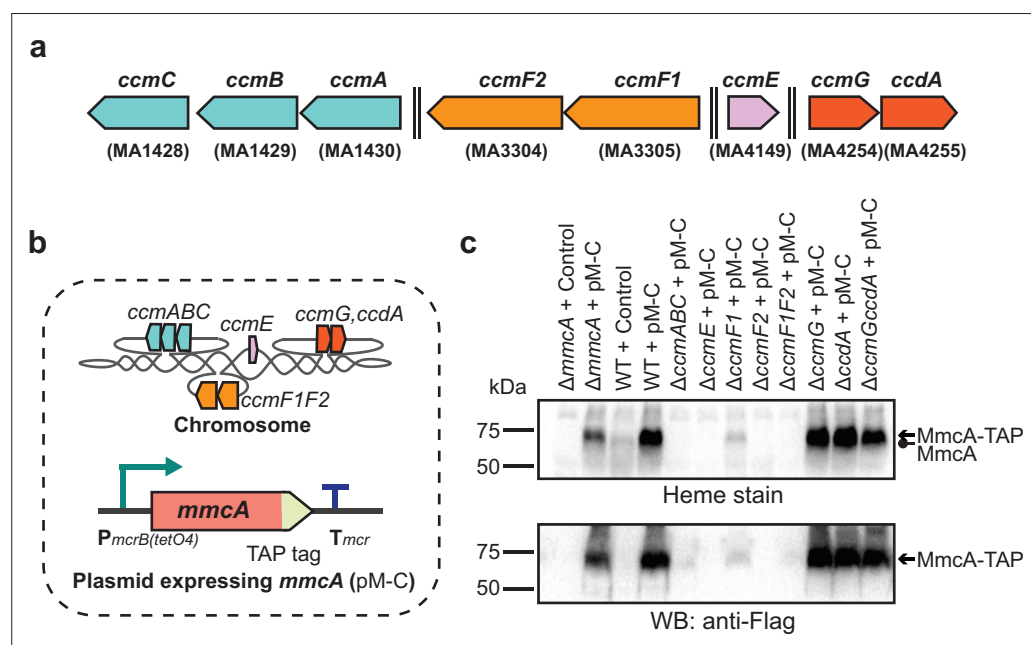 a
ccmC ccmB ccmA ccmF2 ccmF1 ccmE ccmG ccdA
(MA1428) (MA1429) (MA1430) (MA3304) (MA3305) (MA4149) (MA4254)(MA4255)
b
ccmABC
ccmE
ccmG,ccdA
ccmF1F2
Chromosome
mmcA
PmcrB(tetO4)
TAP tag
Tmcr
Plasmid expressing mmcA (pM-C)
c
ΔmmcA + Control
ΔmmcA + pM-C
WT + Control
WT + pM-C
ΔccmABC + pM-C
ΔccmE + pM-C
ΔccmF1 + pM-C
ΔccmF2 + pM-C
ΔccmF1F2 + pM-C
ΔccmG + pM-C
ΔccdA + pM-C
ΔccmGccdA + pM-C
kDa
75
50
MmcA-TAP
MmcA
Heme stain
75
50
MmcA-TAP
WB: anti-Flag